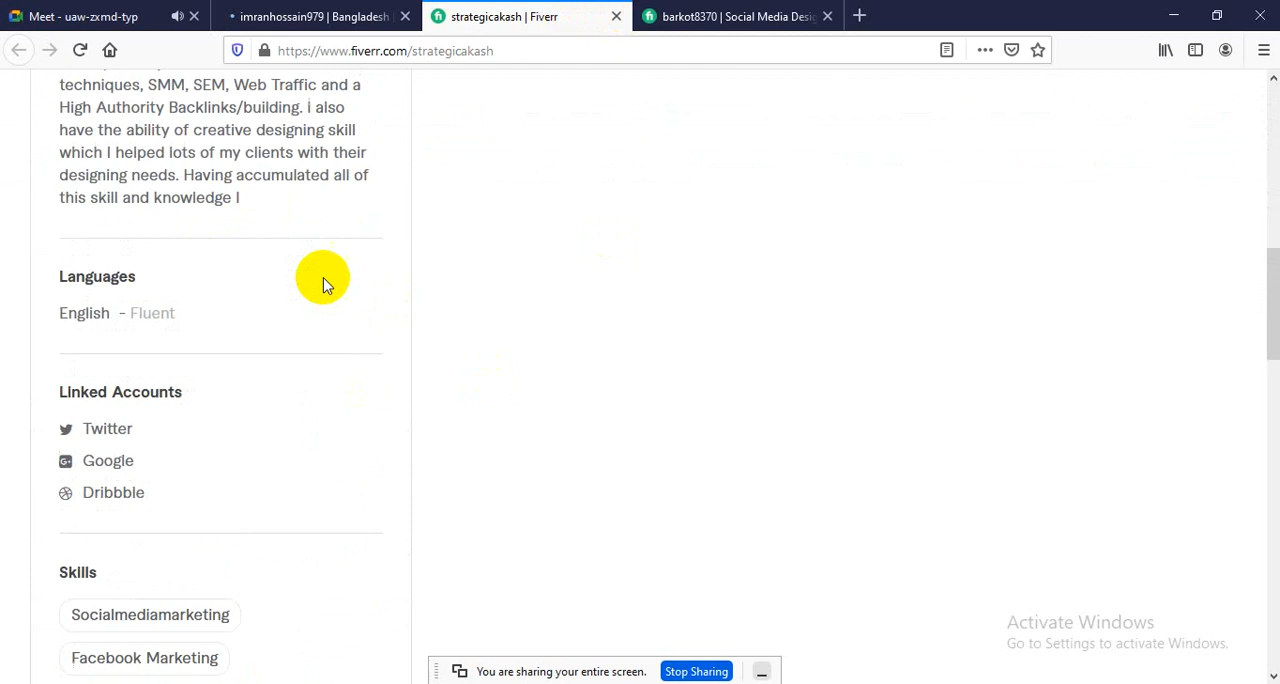 Meet - uaw-zxmd-typ
imranhossain979 | Bangladesh
strategicakash | Fiverr
barkot8370 | Social Media Desig
https://www.fiverr.com/strategicakash
techniques, SMM, SEM, Web Traffic and a
High Authority Backlinks/building. i also
have the ability of creative designing skill
which I helped lots of my clients with their
designing needs. Having accumulated all of
this skill and knowledge I
Languages
English - Fluent
Linked Accounts
Twitter
Google
Dribbble
Skills
Socialmediamarketing
Facebook Marketing
Activate Windows
Go to Settings to activate Windows.
You are sharing your entire screen.
Stop Sharing